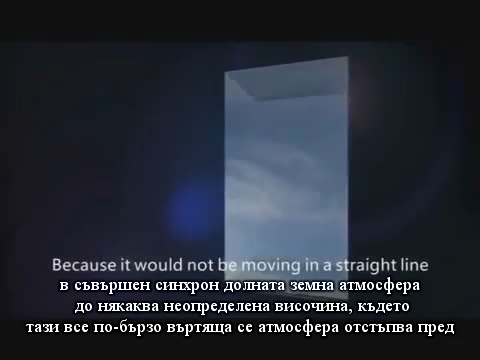 Because it would not be moving in a straight line
в съвършен синхрон долната земна атмосфера
до някаква неопределена височина, където
тази все по-бързо въртяща се атмосфера отстъпва пред